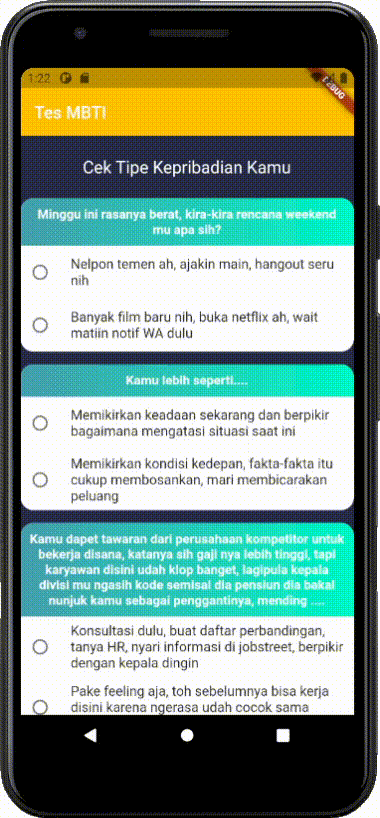 1:22
DEBUG
Tes MBTI
Cek Tipe Kepribadian Kamu
Minggu ini rasanya berat, kira-kira rencana weekend
mu apa sih?
Nelpon temen ah, ajakin main, hangout seru
nih
Banyak film baru nih, buka netflix ah, wait
matiin notif WA dulu
Kamu lebih seperti....
Memikirkan keadaan sekarang dan berpikir
bagaimana mengatasi situasi saat ini
Memikirkan kondisi kedepan, fakta-fakta itu
cukup membosankan, mari membicarakan
peluang
Kamu dapet tawaran dari perusahaan kompetitor untuk
bekerja disana, katanya sih gaji nya lebih tinggi, tapi
karyawan disini udah klop banget, lagipula kepala
divisi mu ngasih kode semisal dia pensiun dia bakal
nunjuk kamu sebagai penggantinya, mending ....
Konsultasi dulu, buat daftar perbandingan,
tanya HR, nyari informasi di jobstreet, berpikir
dengan kepala dingin
Pake feeling aja, toh sebelumnya bisa kerja
disini karena ngerasa udah cocok sama